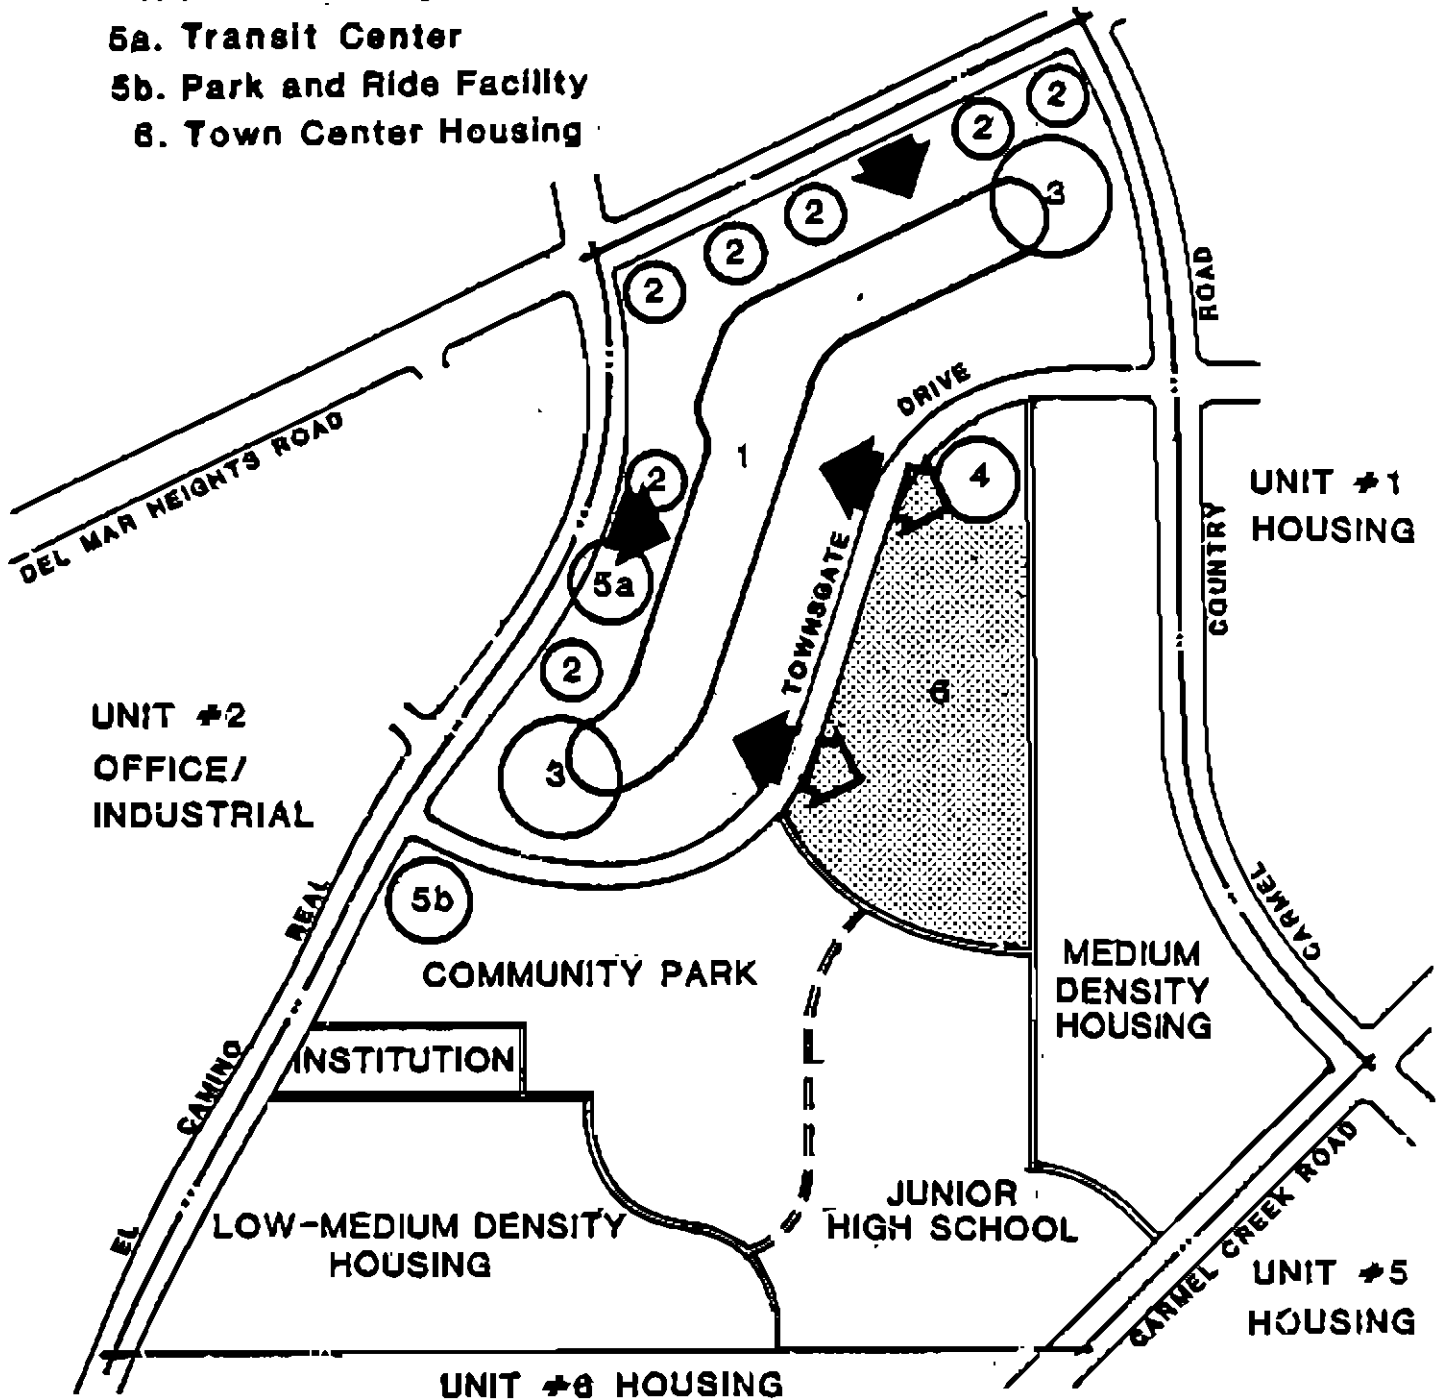 5a. Transit Center
5b. Park and Ride Facility
6. Town Center Housing
2
2
3
2
2
2
ROAD
DRIVE
DEL MAR HEIGHTS ROAD
1
2
4
UNIT #1
HOUSING
5a
TOWNSGATE
COUNTRY
2
6
UNIT #2
OFFICE/
INDUSTRIAL
3
5b
REAL
CARMEL
COMMUNITY PARK
MEDIUM
DENSITY
HOUSING
INSTITUTION
CAMINO
JUNIOR
HIGH SCHOOL
LOW-MEDIUM DENSITY
HOUSING
EL
CARMEL CREEK ROAD
UNIT #5
HOUSING
UNIT #6 HOUSING